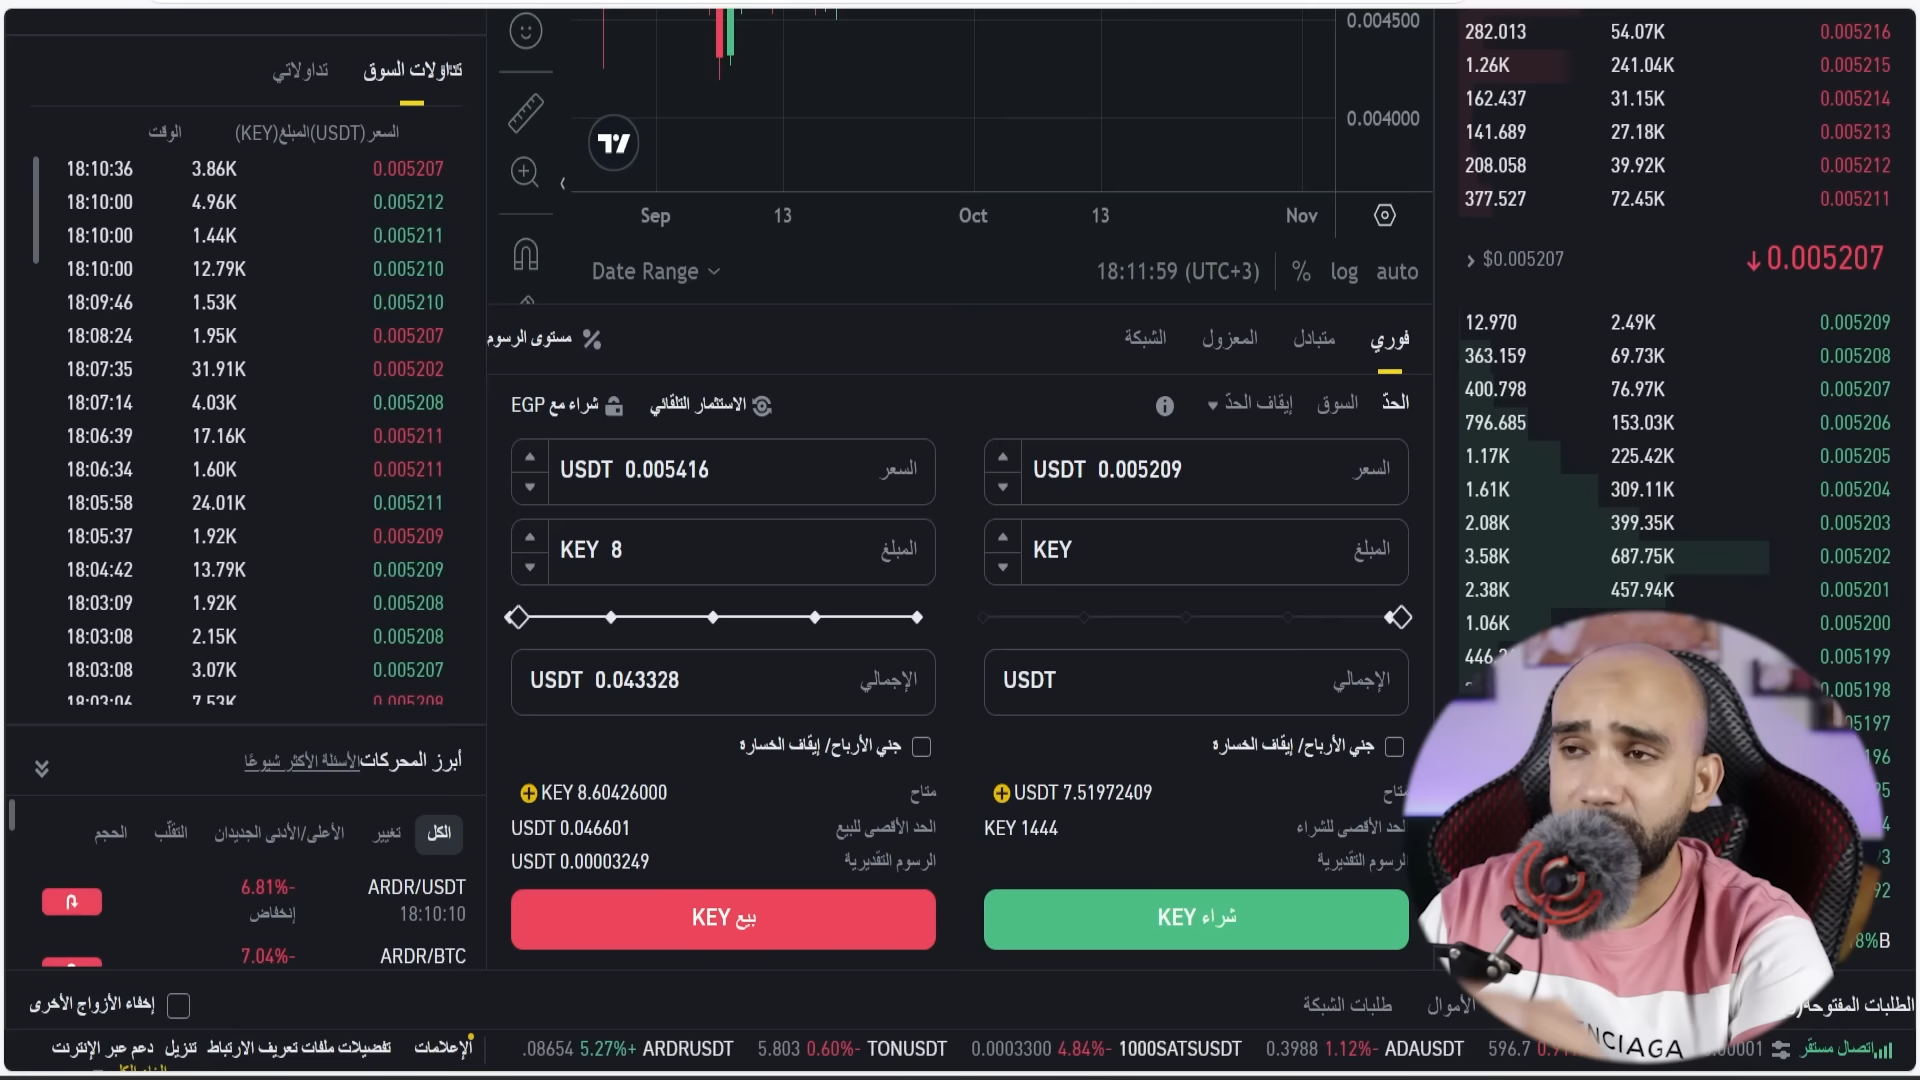 تداولات السوق
تداولاتي
السعر(USDT)
المبلغ(KEY)
الوقت
18:10:36 3.86K 0.005207
18:10:00 4.96K 0.005212
18:10:00 1.44K 0.005211
18:10:00 12.79K 0.005210
18:09:46 1.53K 0.005210
18:08:24 1.95K 0.005207
18:07:35 31.91K 0.005202
18:07:14 4.03K 0.005208
18:06:39 17.16K 0.005211
18:06:34 1.60K 0.005211
18:05:58 24.01K 0.005211
18:05:37 1.92K 0.005209
18:04:42 13.79K 0.005209
18:03:09 1.92K 0.005208
18:03:08 2.15K 0.005208
18:03:08 3.07K 0.005207
18:03:06 7.53K 0.005208
أبرز المحركات
الأسئلة الأكثر شيوعًا
الكل
تغيير
الأعلى/الأدنى الجديدان
التقلّب
الحجم
ARDR/USDT 6.81%-
18:10:10 إنخفاض
ARDR/BTC 7.04%-
0.004500
0.004000
Sep 13 Oct 13 Nov
Date Range
18:11:59 (UTC+3) % log auto
فوري
متبادل
المعزول
الشبكة
مستوى الرسوم
الحدّ
السوق
إيقاف الحدّ
الاستثمار التلقائي
شراء مع EGP
السعر
USDT 0.005209
المبلغ
KEY
الإجمالي
USDT
جني الأرباح/ إيقاف الخسارة
متاح
USDT 7.51972409
الحد الأقصى للشراء
KEY 1444
الرسوم التقديرية
شراء KEY
السعر
USDT 0.005416
المبلغ
KEY 8
الإجمالي
USDT 0.043328
جني الأرباح/ إيقاف الخسارة
متاح
KEY 8.60426000
الحد الأقصى للبيع
USDT 0.046601
الرسوم التقديرية
USDT 0.00003249
بيع KEY
282.013 54.07K 0.005216
1.26K 241.04K 0.005215
162.437 31.15K 0.005214
141.689 27.18K 0.005213
208.058 39.92K 0.005212
377.527 72.45K 0.005211
$0.005207 ↓0.005207
12.970 2.49K 0.005209
363.159 69.73K 0.005208
400.798 76.97K 0.005207
796.685 153.03K 0.005206
1.17K 225.42K 0.005205
1.61K 309.11K 0.005204
2.08K 399.35K 0.005203
3.58K 687.75K 0.005202
2.38K 457.94K 0.005201
1.06K 0.005200
0.005199
0.005198
الطلبات المفتوحة
الأموال
طلبات الشبكة
إخفاء الأزواج الأخرى
اتصال مستقر
596.7
0.3988 1.12%- ADAUSDT
0.0003300 4.84%- 1000SATSUSDT
5.803 0.60%- TONUSDT
.08654 5.27%+ ARDRUSDT
الإعلامات
تفضيلات ملفات تعريف الارتباط
تنزيل
دعم عبر الإنترنت